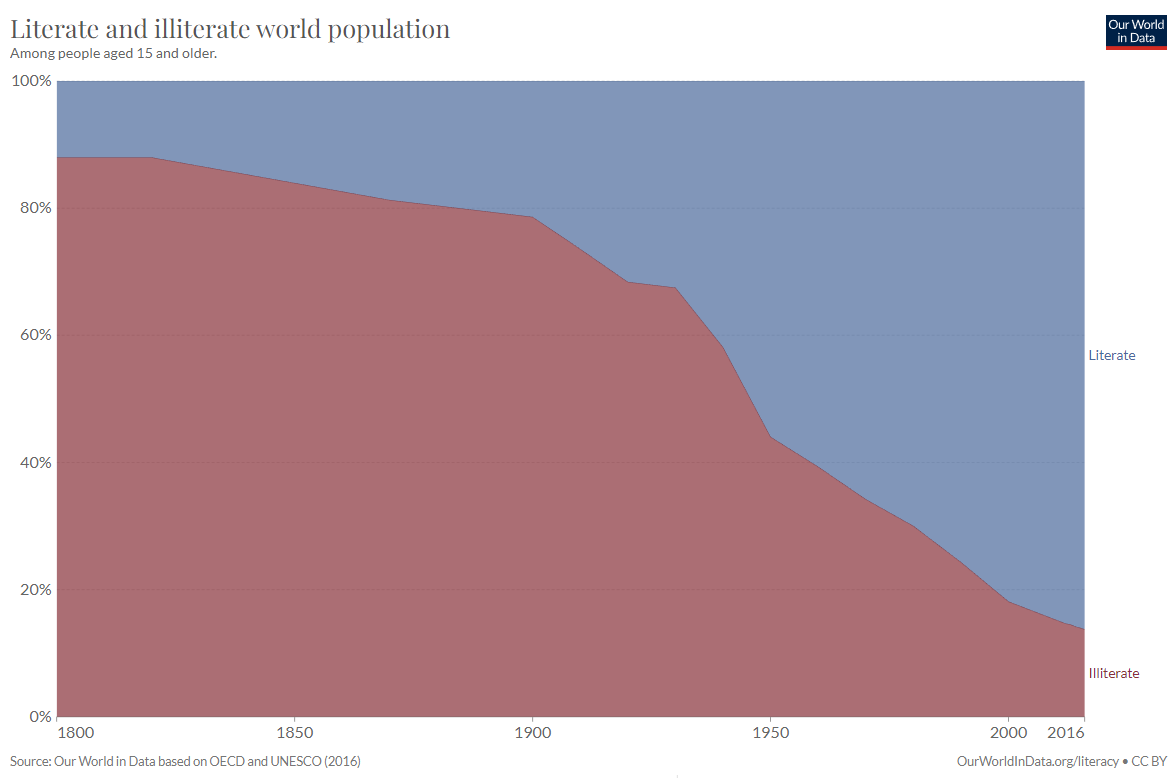 Literate and illiterate world population
Among people aged 15 and older.
Our World
in Data
100%
80%
60%
40%
20%
0%
Literate
Illiterate
1800
1850
1900
1950
2000
2016
Source: Our World in Data based on OECD and UNESCO (2016)
OurWorldInData.org/literacy • CC BY